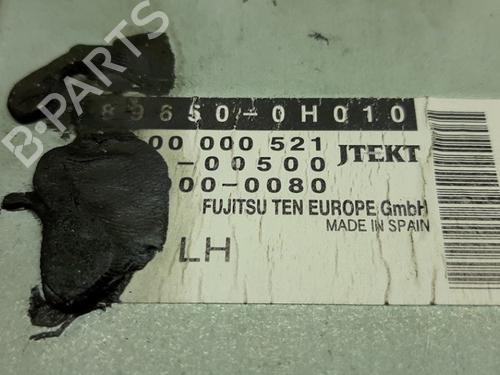 89650-0H010
00 000 521
-00500
JTEKT
00-0080
FUJITSU TEN EUROPE GmbH
MADE IN SPAIN
LH
B-PARTS